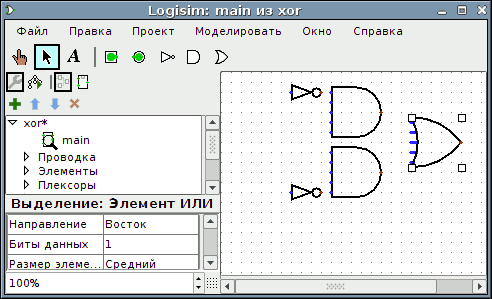 Logisim: main из xor
Файл Правка Проект Моделировать Окно Справка
A
xor*
main
Проводка
Элементы
Плексоры
Выделение: Элемент ИЛИ
Направление Восток
Биты данных 1
Размер элеме... Средний
100%